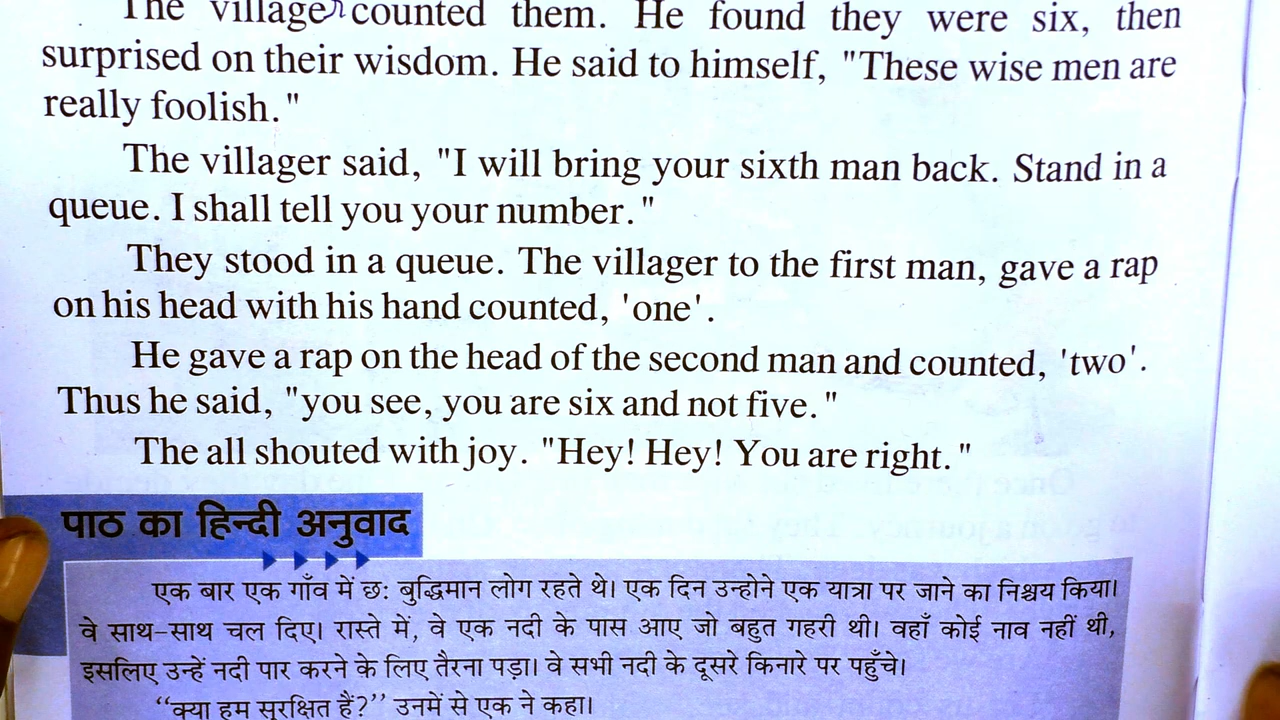 The villager counted them. He found they were six, then
surprised on their wisdom. He said to himself, "These wise men are
really foolish."
The villager said, "I will bring your sixth man back. Stand in a
queue. I shall tell you your number."
They stood in a queue. The villager to the first man, gave a rap
on his head with his hand counted, 'one'.
He gave a rap on the head of the second man and counted, 'two'.
Thus he said, "you see, you are six and not five."
The all shouted with joy. "Hey! Hey! You are right."
पाठ का हिन्दी अनुवाद
एक बार एक गाँव में छः बुद्धिमान लोग रहते थे। एक दिन उन्होने एक यात्रा पर जाने का निश्चय किया।
वे साथ-साथ चल दिए। रास्ते में, वे एक नदी के पास आए जो बहुत गहरी थी। वहाँ कोई नाव नहीं थी,
इसलिए उन्हें नदी पार करने के लिए तैरना पड़ा। वे सभी नदी के दूसरे किनारे पर पहुँचे।
“क्या हम सुरक्षित हैं?” उनमें से एक ने कहा।